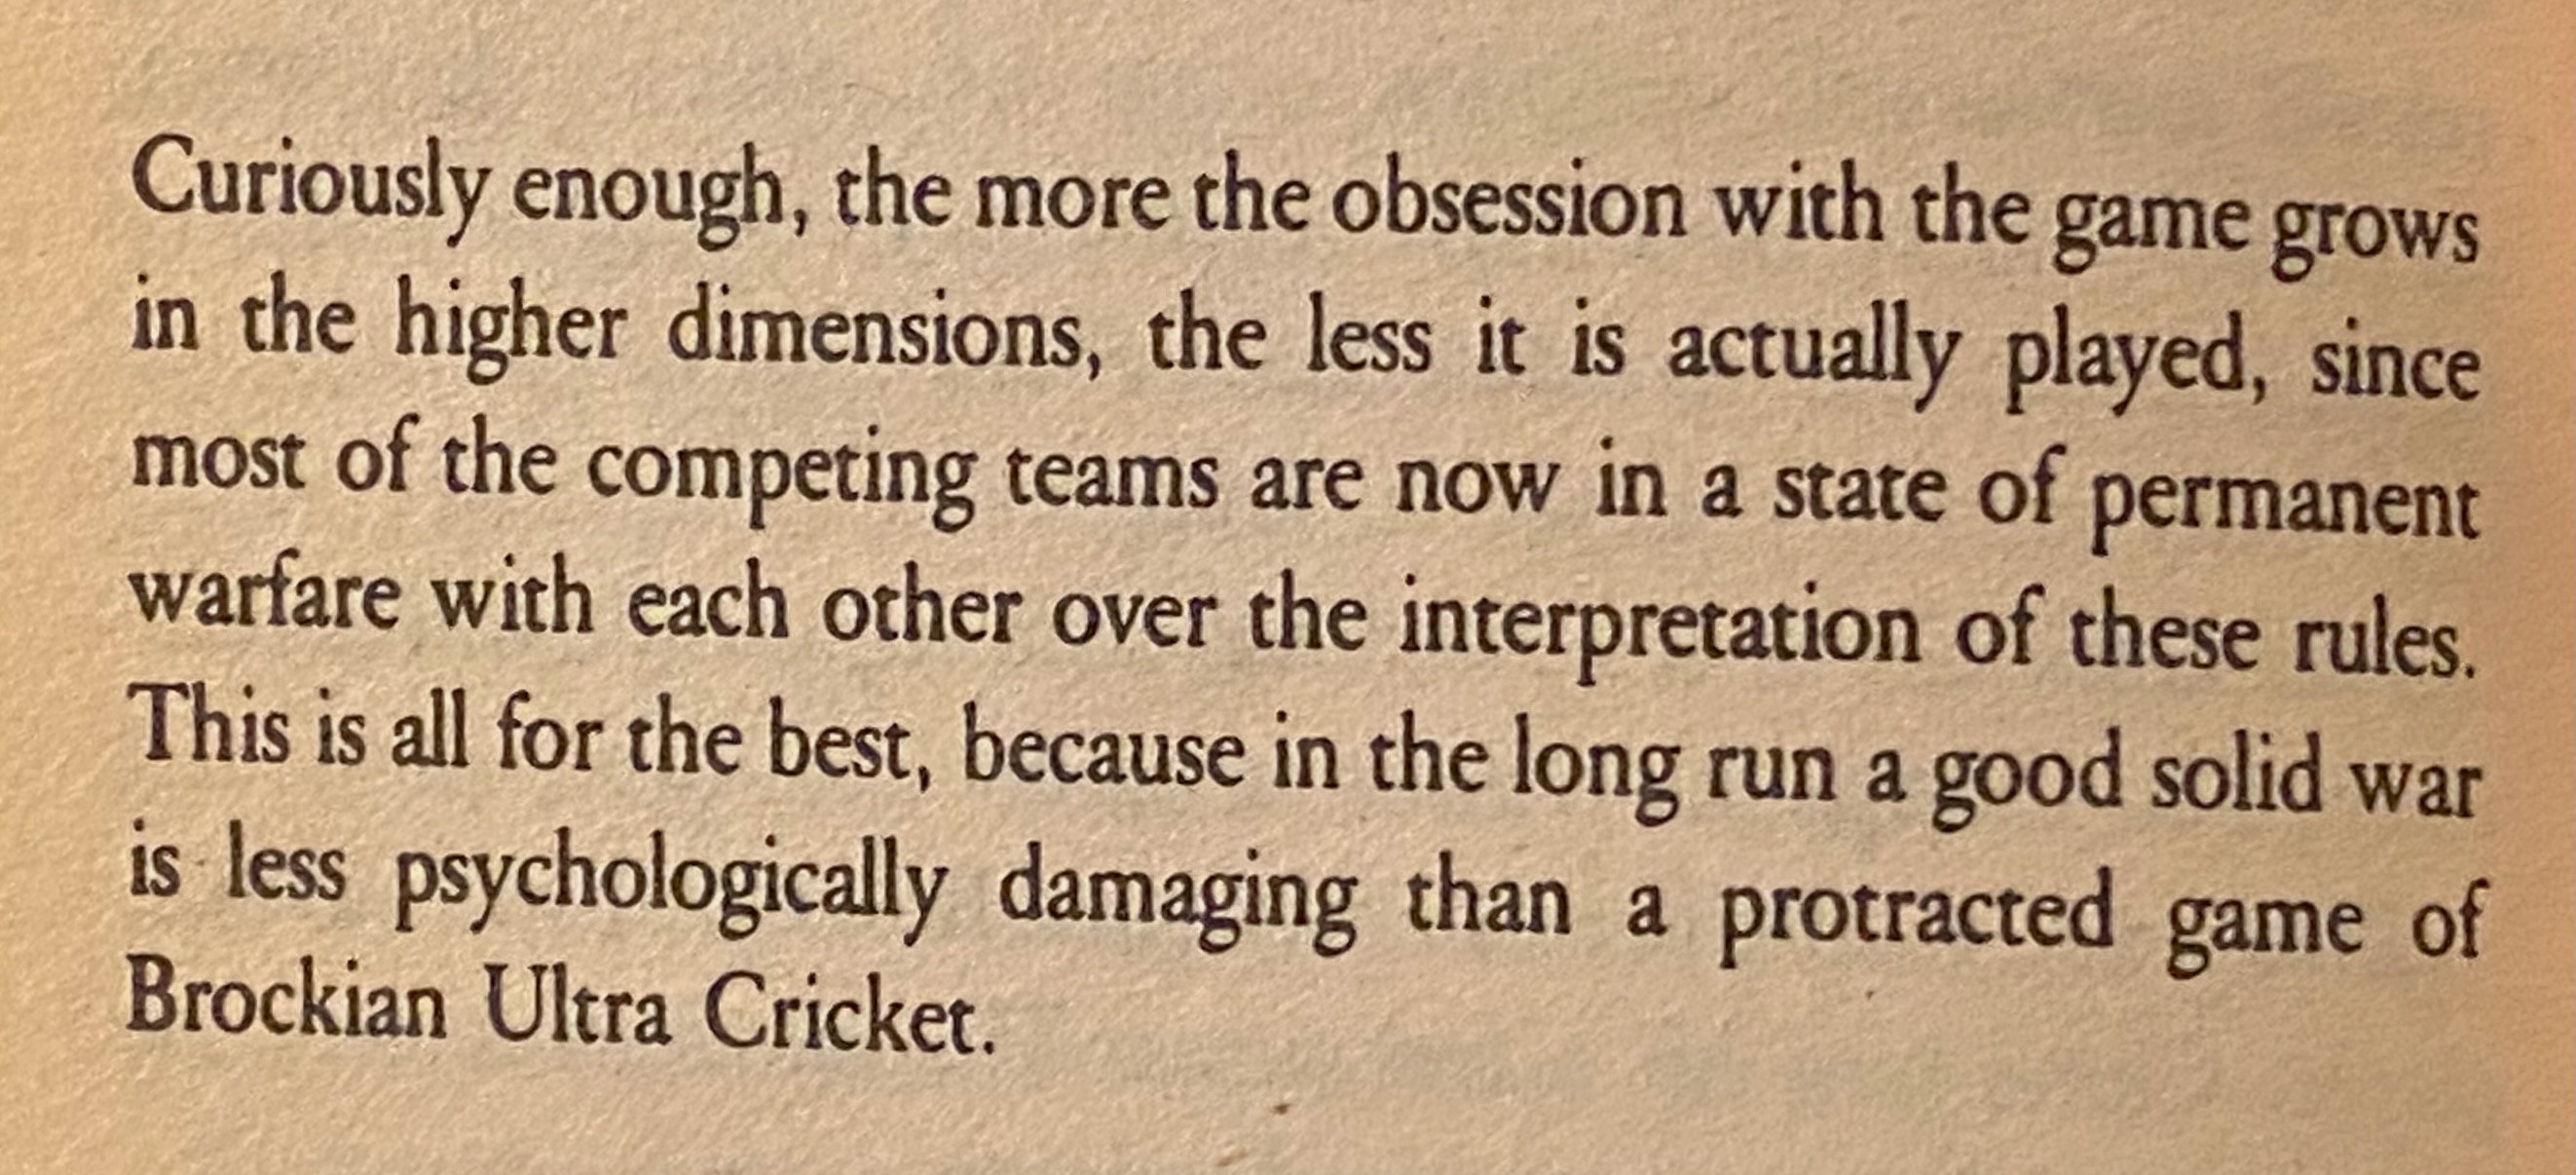 Curiously enough, the more the obsession with the game grows
in the higher dimensions, the less it is actually played, since
most of the competing teams are now in a state of permanent
warfare with each other over the interpretation of these rules.
This is all for the best, because in the long run a good solid war
is less psychologically damaging than a protracted game of
Brockian Ultra Cricket.